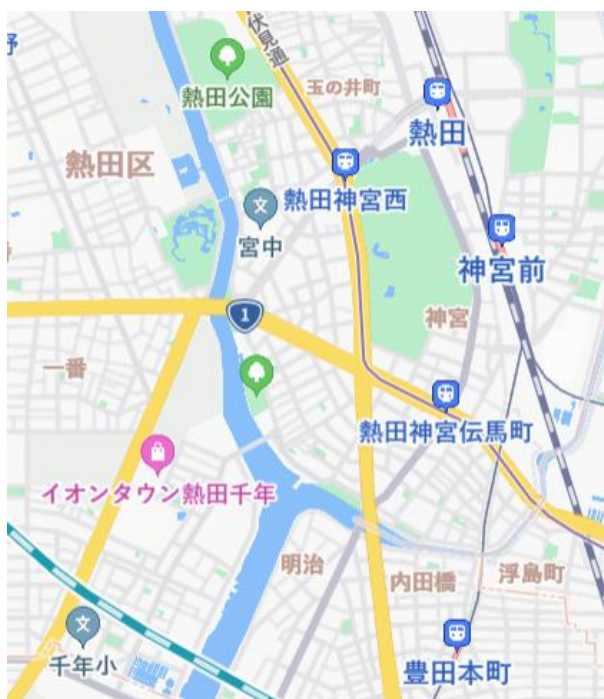 伏見通
野
熱田公園
玉の井町
熱田
熱田区
熱田神宮西
文
宮中
神宮前
1
神宮
一番
熱田神宮伝馬町
イオンタウン熱田千年
明治
内田橋
浮島町
文
千年小
豊田本町